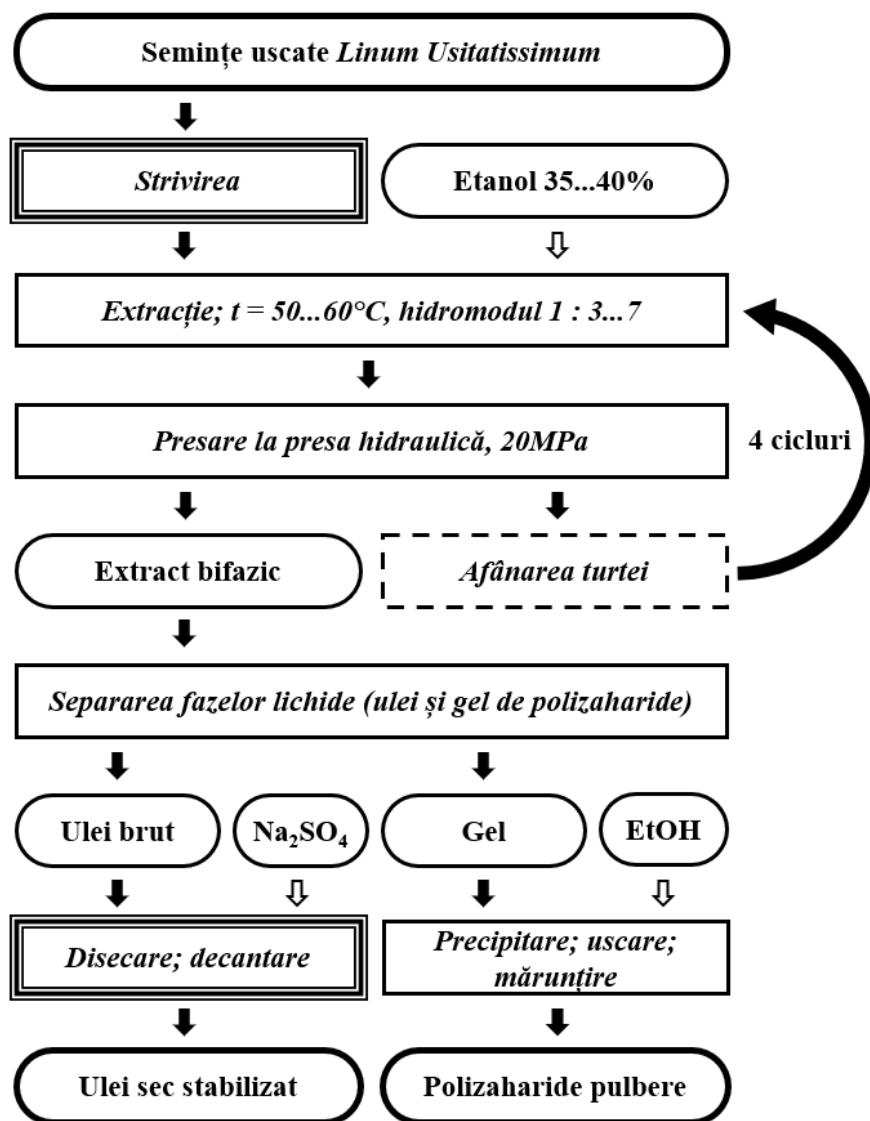 Semințe uscate Linum Usitatissimum
Strivirea
Etanol 35...40%
Extracție; t = 50...60°C, hidromodul 1 : 3...7
Presare la presa hidraulică, 20MPa
4 cicluri
Extract bifazic
Afânarea turtei
Separarea fazelor lichide (ulei și gel de polizaharide)
Ulei brut
Na₂SO₄
Gel
EtOH
Disecare; decantare
Precipitare; uscare;
mărunțire
Ulei sec stabilizat
Polizaharide pulbere